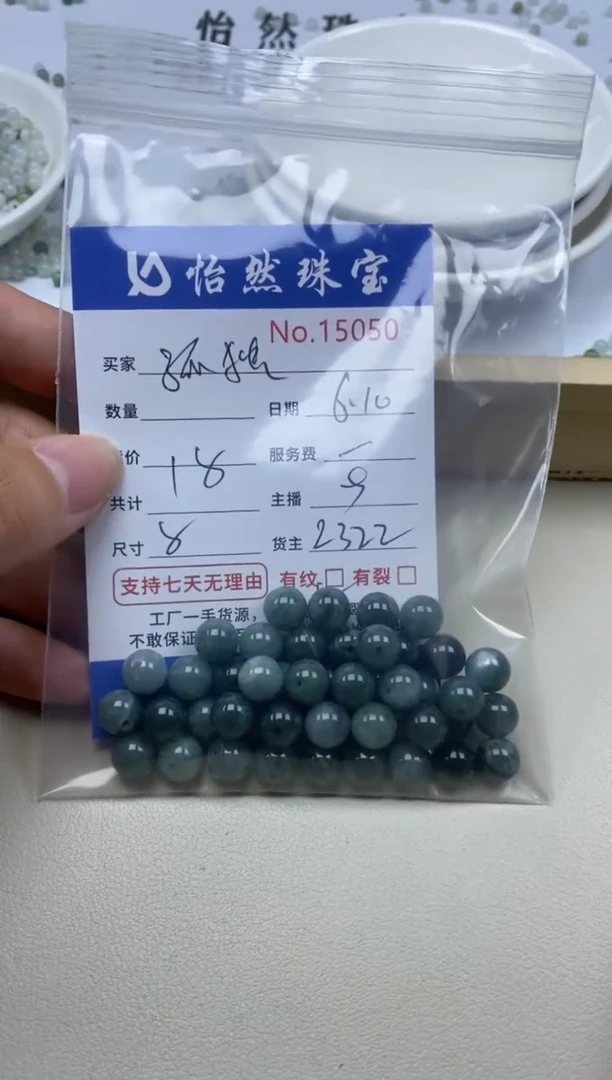 怡然珠
怡然珠宝
No.15050
买家
数量 日期 6.10
价 18 服务费
共计 主播 9
尺寸 8 货主 2322
支持七天无理由 有纹 有裂
工厂一手货源，
不敢保证